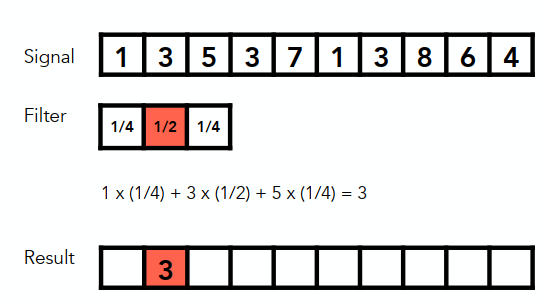 Signal 1 3 5 3 7 1 3 8 6 4
Filter 1/4 1/2 1/4
1 x (1/4) + 3 x (1/2) + 5 x (1/4) = 3
Result 3